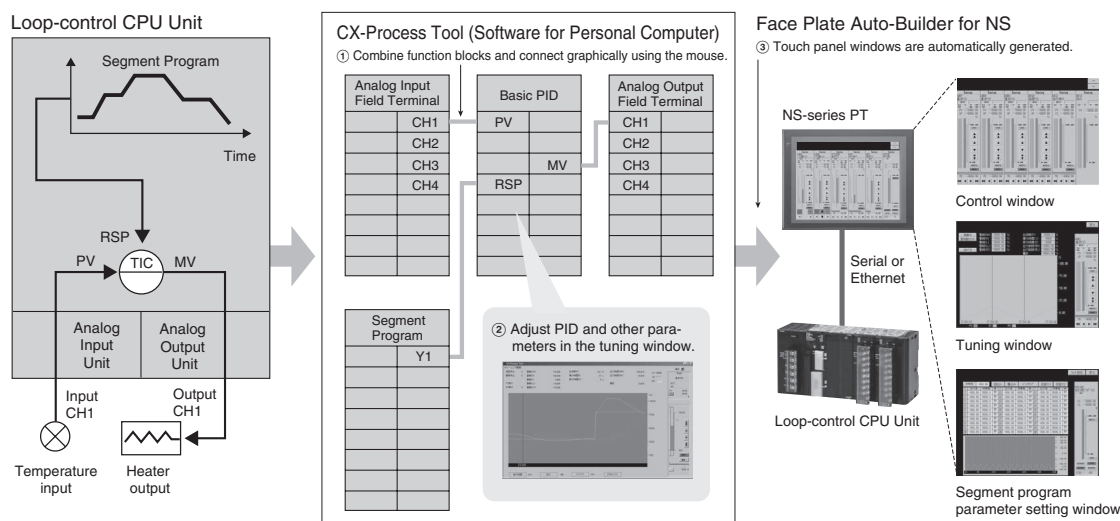 Loop-control CPU Unit
Segment Program
Time
RSP
PV
TIC
MV
Analog
Input
Unit
Analog
Output
Unit
Input
CH1
Output
CH1
Temperature
input
Heater
output
CX-Process Tool (Software for Personal Computer)
① Combine function blocks and connect graphically using the mouse.
Analog Input
Field Terminal
CH1
CH2
CH3
CH4
Basic PID
PV
MV
RSP
Analog Output
Field Terminal
CH1
CH2
CH3
CH4
Segment
Program
Y1
② Adjust PID and other para-
meters in the tuning window.
Face Plate Auto-Builder for NS
③ Touch panel windows are automatically generated.
NS-series PT
Serial or
Ethernet
Loop-control CPU Unit
Control window
Tuning window
Segment program
parameter setting window